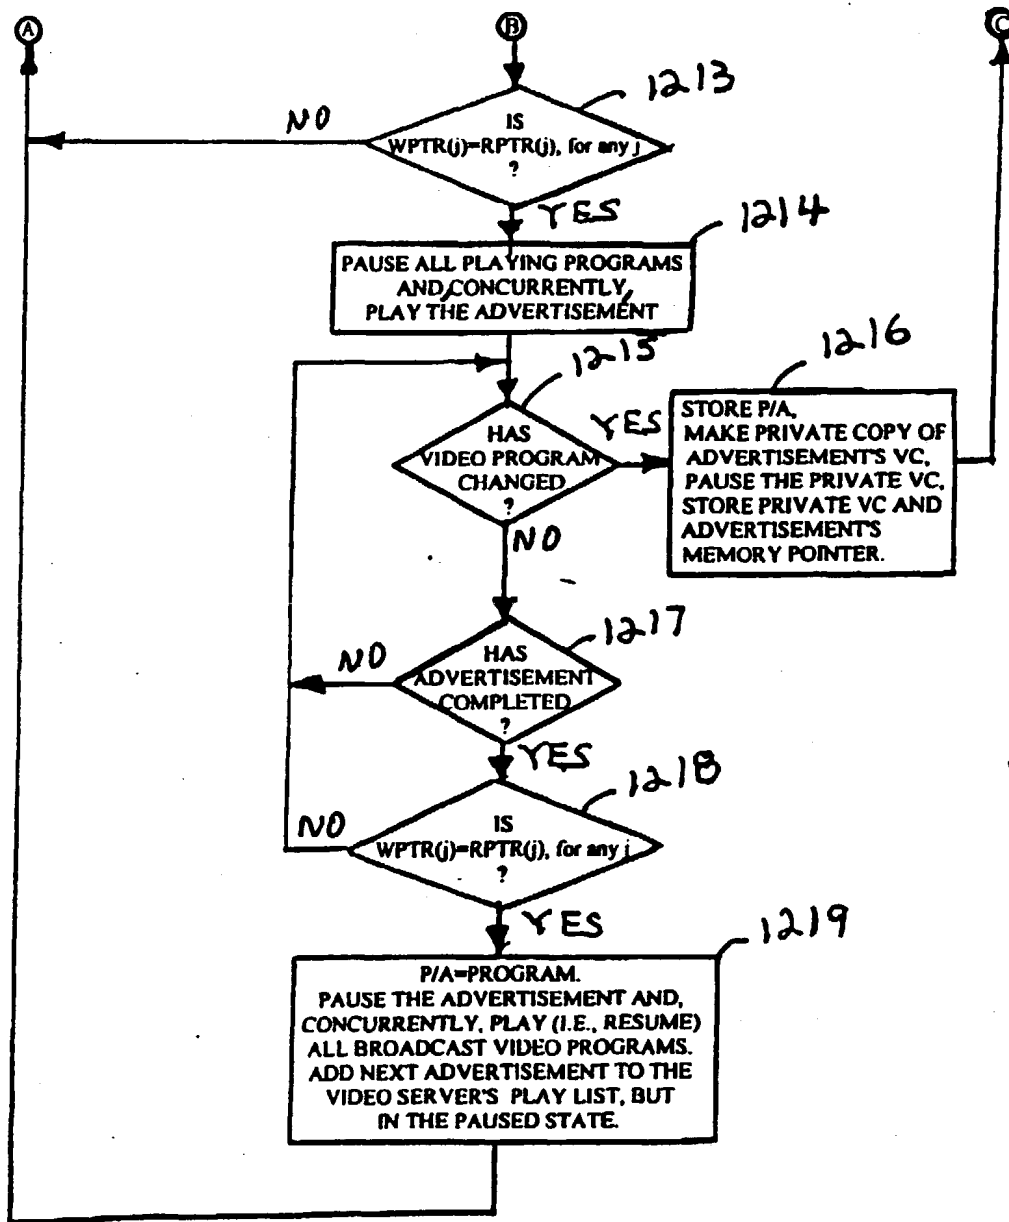 A
B
C
1213
NO
IS
WPTR(j)=RPTR(j), for any j
?
YES
1214
PAUSE ALL PLAYING PROGRAMS
AND, CONCURRENTLY,
PLAY THE ADVERTISEMENT
1215
1216
HAS
VIDEO PROGRAM
CHANGED
?
YES
STORE P/A,
MAKE PRIVATE COPY OF
ADVERTISEMENT'S VC,
PAUSE THE PRIVATE VC,
STORE PRIVATE VC AND
ADVERTISEMENT'S
MEMORY POINTER.
NO
1217
NO
HAS
ADVERTISEMENT
COMPLETED
?
YES
1218
NO
IS
WPTR(j)=RPTR(j), for any j
?
YES
1219
P/A=PROGRAM.
PAUSE THE ADVERTISEMENT AND,
CONCURRENTLY, PLAY (I.E., RESUME)
ALL BROADCAST VIDEO PROGRAMS.
ADD NEXT ADVERTISEMENT TO THE
VIDEO SERVER'S PLAY LIST, BUT
IN THE PAUSED STATE.